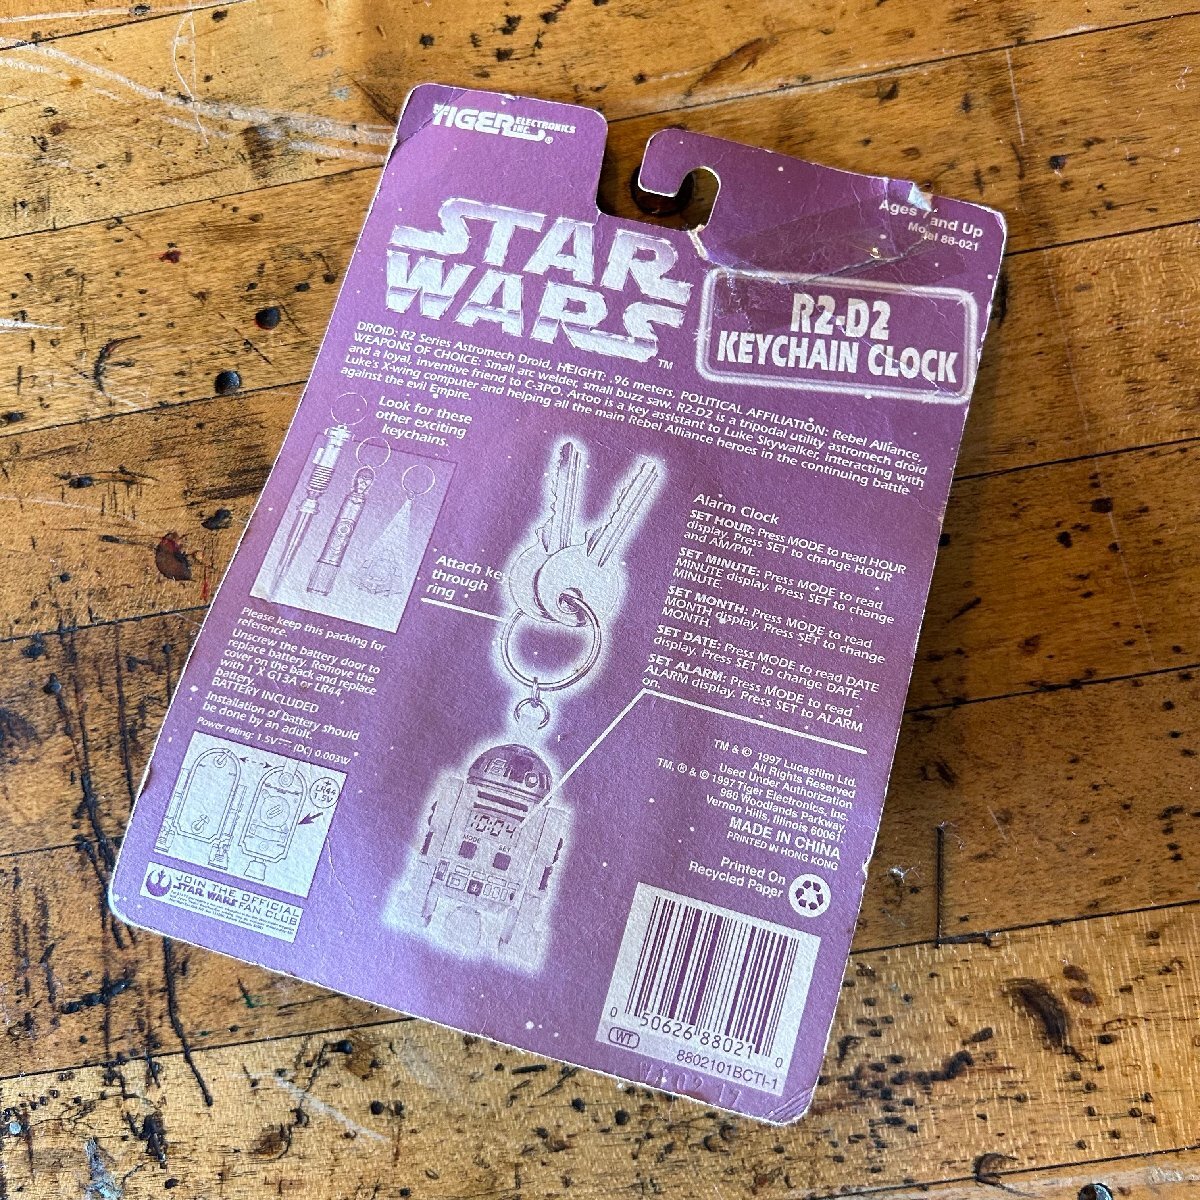 TIGER ELECTRONICS INC.®
STAR
WARS™
Ages 7 and Up
Model 88-021
R2-D2
KEYCHAIN CLOCK
DROID: R2 Series Astromech Droid, HEIGHT: .96 meters, POLITICAL AFFILIATION: Rebel Alliance,
WEAPONS OF CHOICE: Small arc welder, small buzz saw. R2-D2 is a tripodal utility astromech droid
and a loyal, inventive friend to C-3PO. Artoo is a key assistant to Luke Skywalker, interacting with
Luke's X-wing computer and helping all the main Rebel Alliance heroes in the continuing battle
against the evil Empire.
Look for these
other exciting
keychains.
Attach key
through
ring
Alarm Clock
SET HOUR: Press MODE to read HOUR
display. Press SET to change HOUR
and AM/PM.
SET MINUTE: Press MODE to read
MINUTE display. Press SET to change
MINUTE.
SET MONTH: Press MODE to read
MONTH display. Press SET to change
MONTH.
SET DATE: Press MODE to read DATE
display. Press SET to change DATE.
SET ALARM: Press MODE to read
ALARM display. Press SET to ALARM
on.
Please keep this packing for
reference.
Unscrew the battery door to
replace battery. Remove the
cover on the back and replace
with 1 X G13A or LR44
battery.
BATTERY INCLUDED
Installation of battery should
be done by an adult.
Power rating: 1.5V (DC) 0.003W
+
LR44
1.5V
10:04
MODE
SET
JOIN THE OFFICIAL
STAR WARS FAN CLUB
TM & © 1997 Lucasfilm Ltd.
All Rights Reserved
Used Under Authorization
TM, ® & © 1997 Tiger Electronics, Inc.
980 Woodlands Parkway,
Vernon Hills, Illinois 60061.
MADE IN CHINA
PRINTED IN HONG KONG
Printed On
Recycled Paper
0 50626 88021 0
WT.
8802101BCTI-1